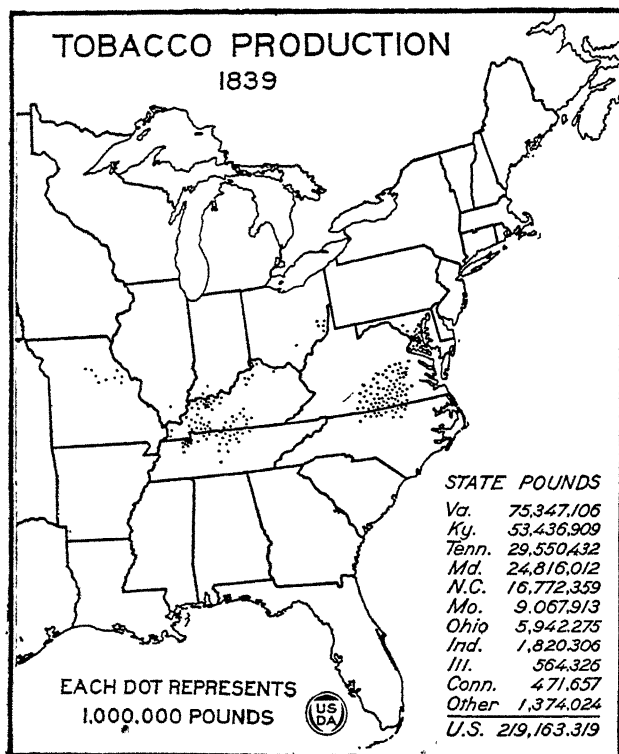 TOBACCO PRODUCTION
1839
STATE POUNDS
Va. 75,347,106
Ky. 53,436,909
Tenn. 29,550,432
Md. 24,816,012
N.C. 16,772,359
Mo. 9,067,913
Ohio 5,942,275
Ind. 1,820,306
Ill. 564,326
Conn. 471,657
Other 1,374,024
U.S. 219,163,319
EACH DOT REPRESENTS
1,000,000 POUNDS
US
DA